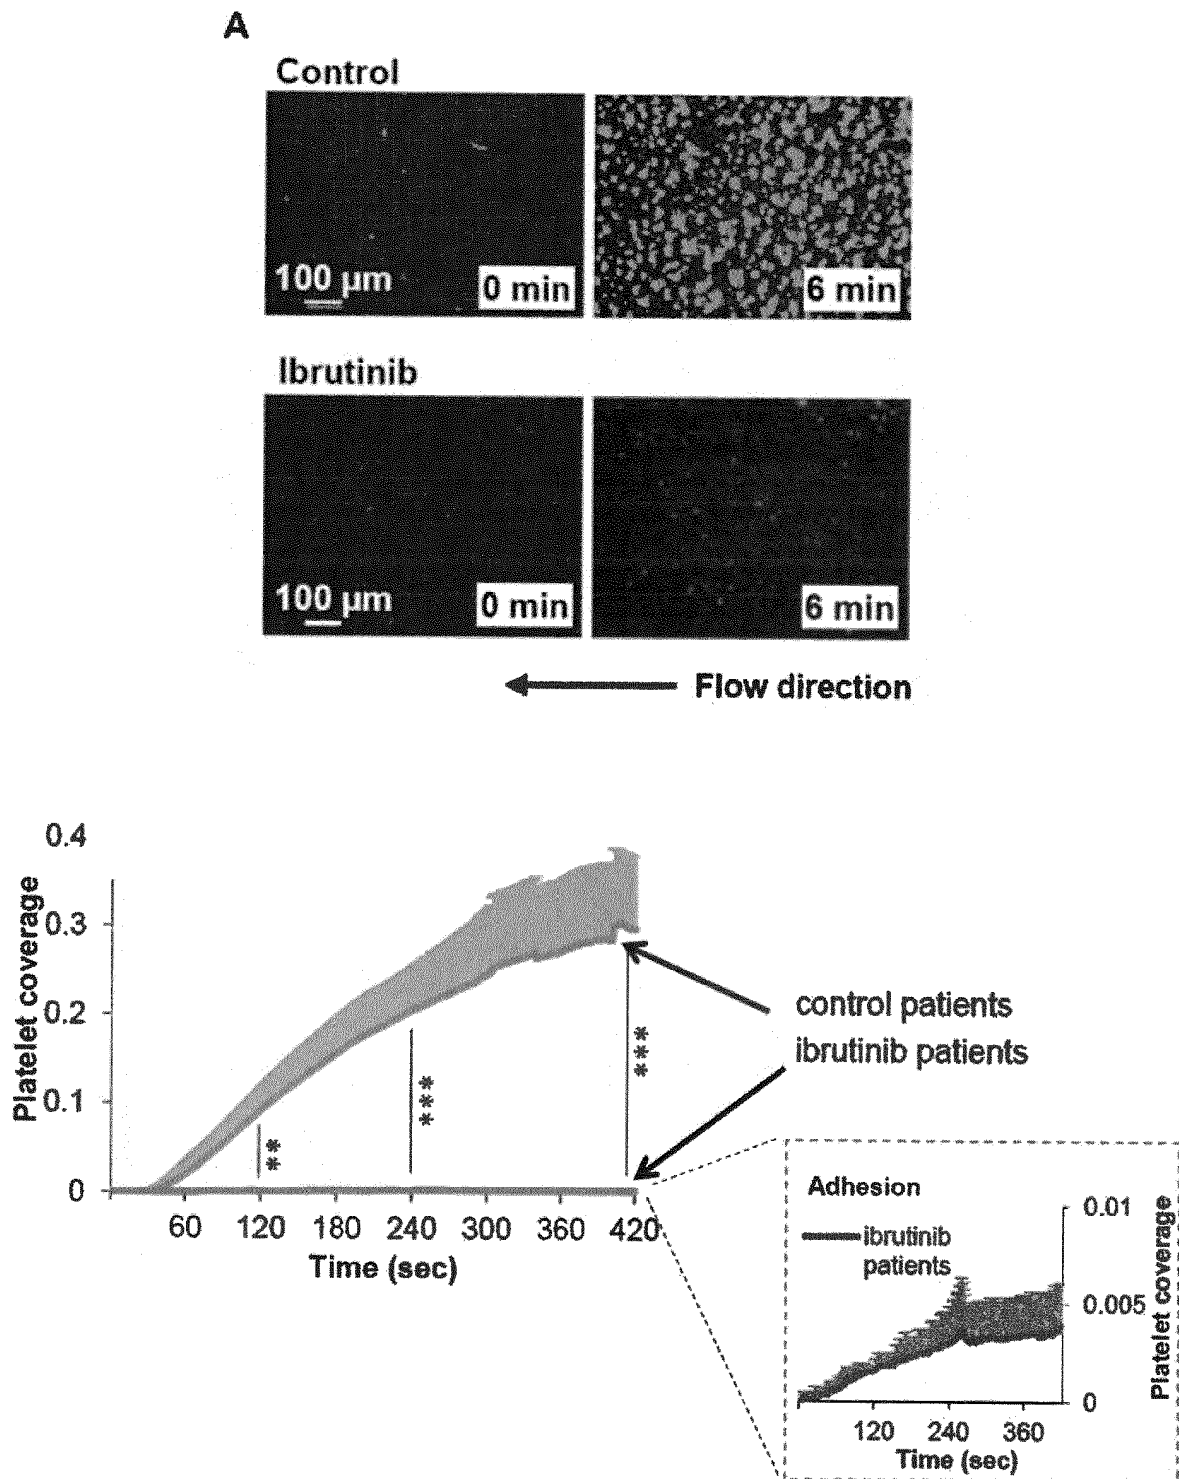 A
Control
100 µm
0 min
6 min
Ibrutinib
100 µm
0 min
6 min
Flow direction
0.4
0.3
0.2
0.1
0
Platelet coverage
**
***
***
60 120 180 240 300 360 420
Time (sec)
control patients
ibrutinib patients
Adhesion
ibrutinib
patients
0.01
0.005
0
Platelet coverage
120 240 360
Time (sec)